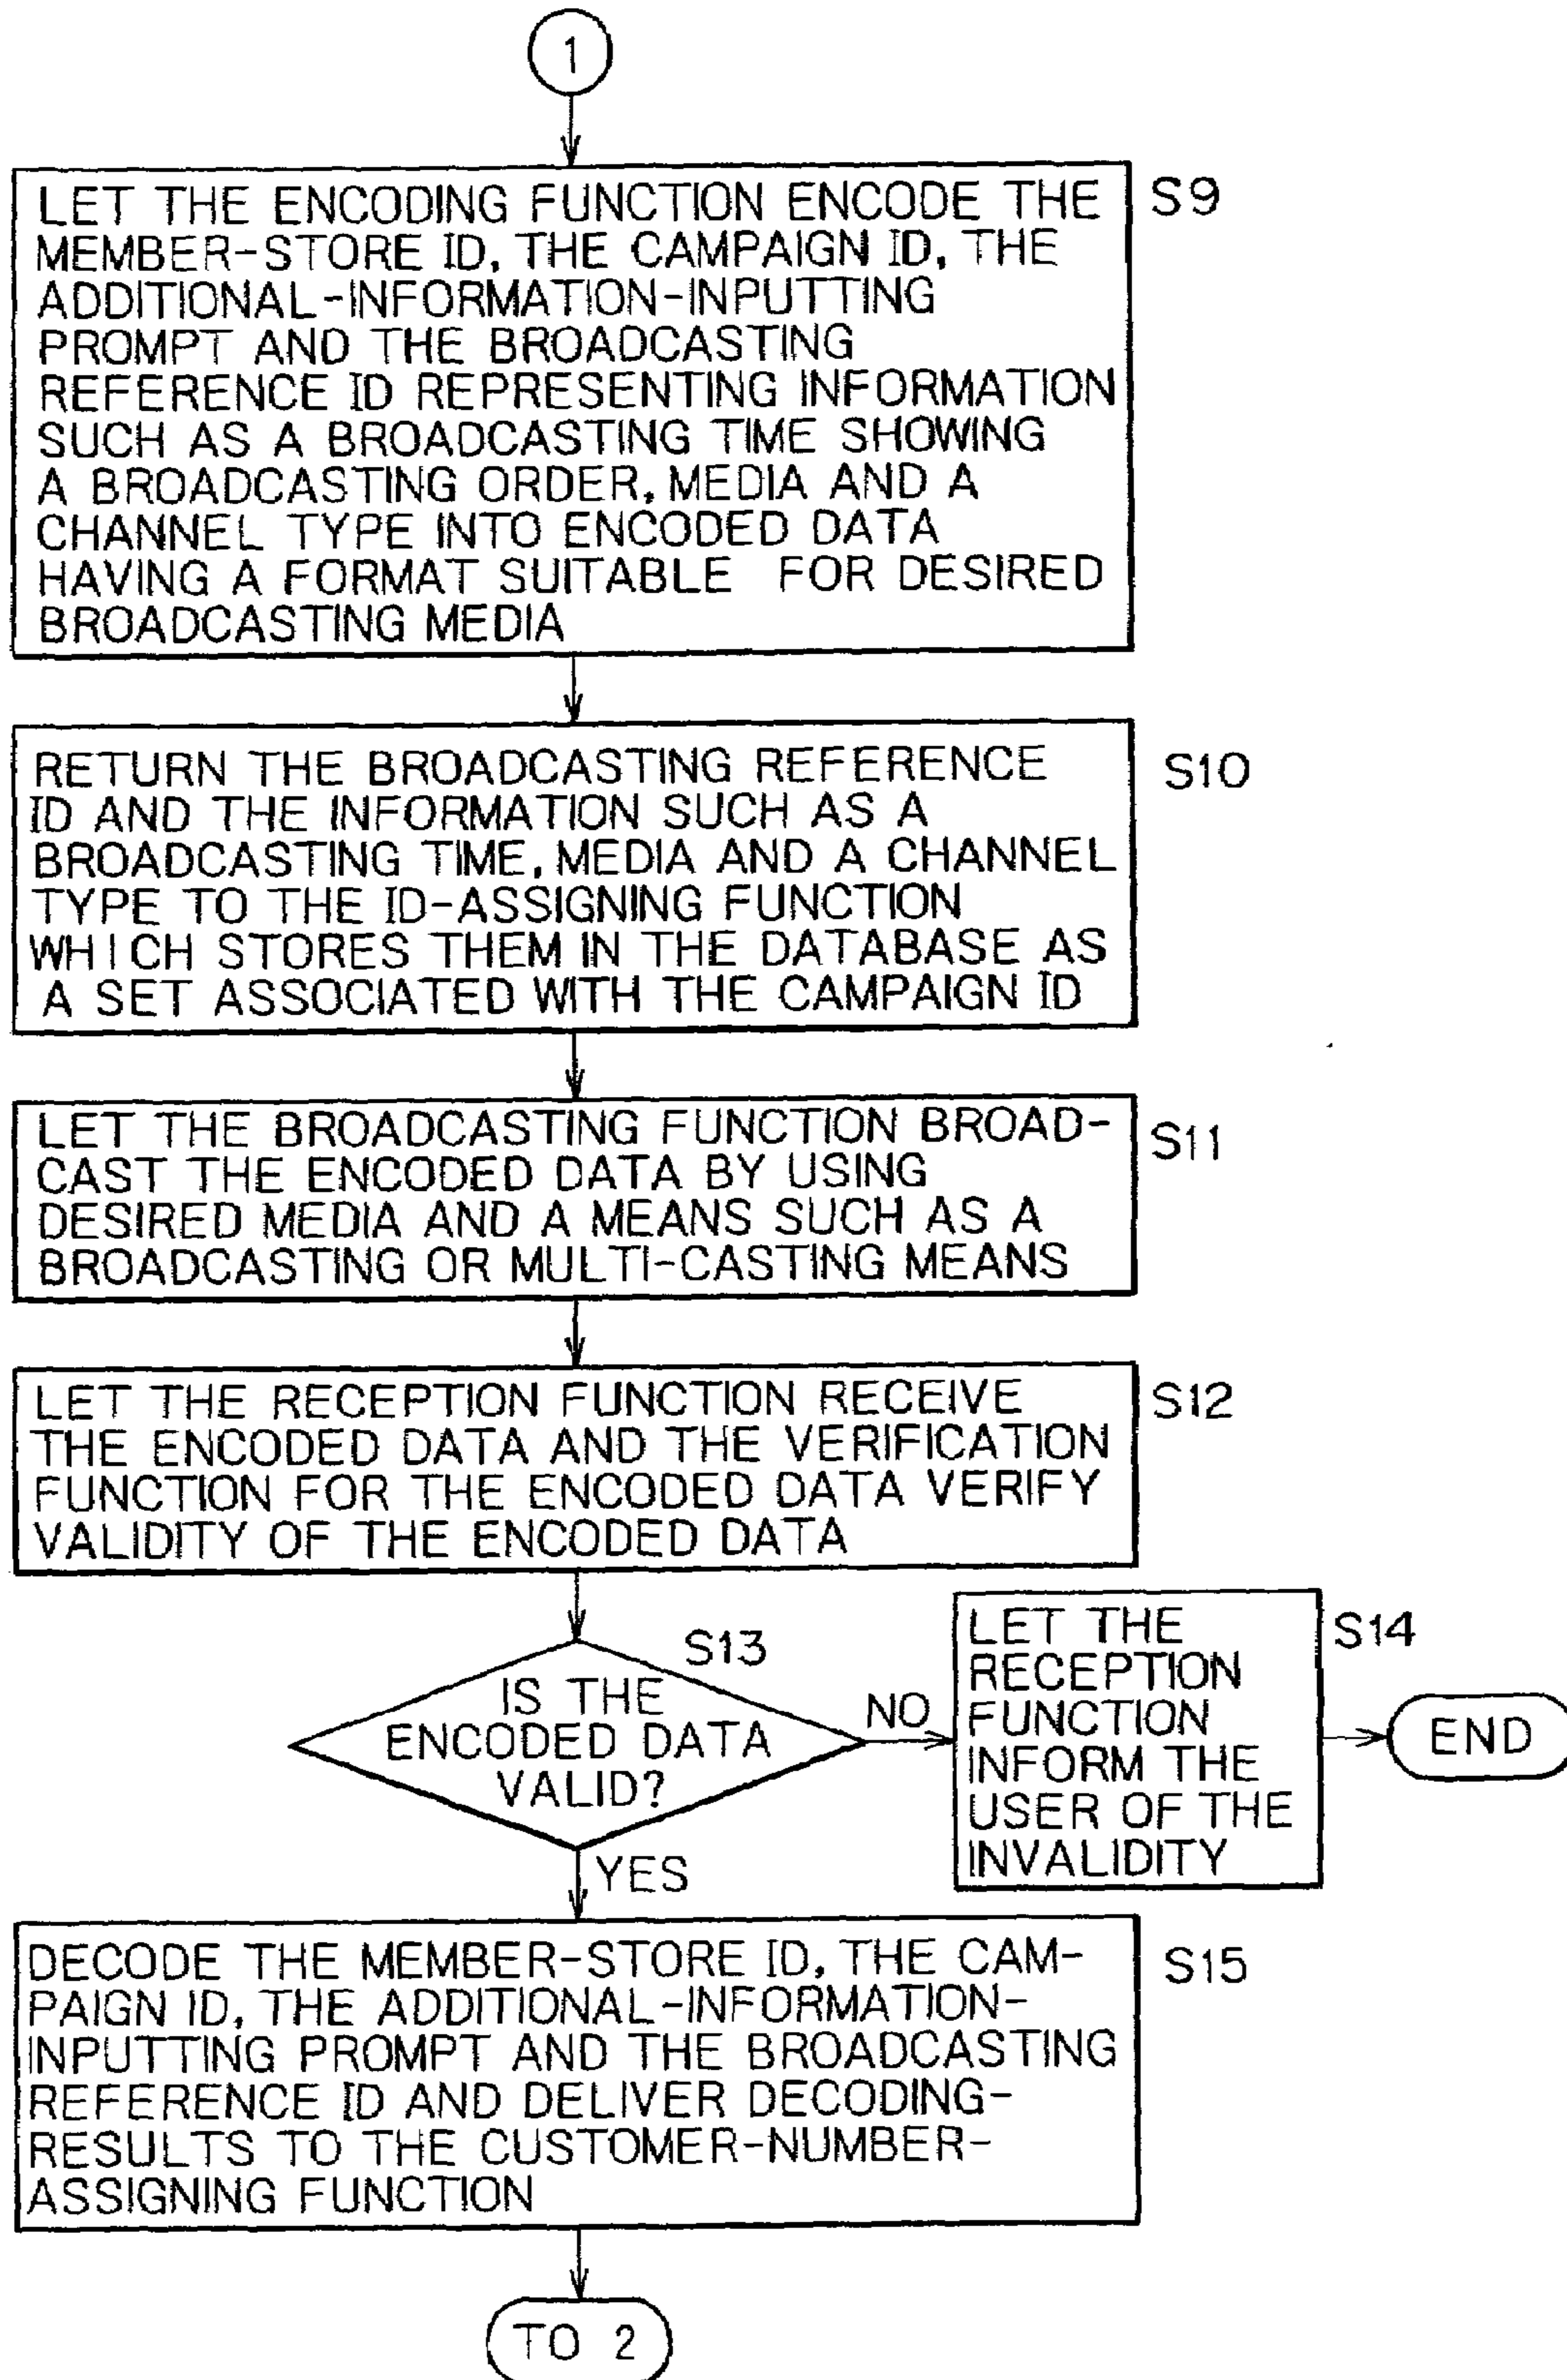 1
LET THE ENCODING FUNCTION ENCODE THE
MEMBER-STORE ID, THE CAMPAIGN ID, THE
ADDITIONAL-INFORMATION-INPUTTING
PROMPT AND THE BROADCASTING
REFERENCE ID REPRESENTING INFORMATION
SUCH AS A BROADCASTING TIME SHOWING
A BROADCASTING ORDER, MEDIA AND A
CHANNEL TYPE INTO ENCODED DATA
HAVING A FORMAT SUITABLE FOR DESIRED
BROADCASTING MEDIA
S9
RETURN THE BROADCASTING REFERENCE
ID AND THE INFORMATION SUCH AS A
BROADCASTING TIME, MEDIA AND A CHANNEL
TYPE TO THE ID-ASSIGNING FUNCTION
WHICH STORES THEM IN THE DATABASE AS
A SET ASSOCIATED WITH THE CAMPAIGN ID
S10
LET THE BROADCASTING FUNCTION BROAD-
CAST THE ENCODED DATA BY USING
DESIRED MEDIA AND A MEANS SUCH AS A
BROADCASTING OR MULTI-CASTING MEANS
S11
LET THE RECEPTION FUNCTION RECEIVE
THE ENCODED DATA AND THE VERIFICATION
FUNCTION FOR THE ENCODED DATA VERIFY
VALIDITY OF THE ENCODED DATA
S12
S13
IS THE
ENCODED DATA
VALID?
NO
LET THE
RECEPTION
FUNCTION
INFORM THE
USER OF THE
INVALIDITY
S14
END
YES
DECODE THE MEMBER-STORE ID, THE CAM-
PAIGN ID, THE ADDITIONAL-INFORMATION-
INPUTTING PROMPT AND THE BROADCASTING
REFERENCE ID AND DELIVER DECODING-
RESULTS TO THE CUSTOMER-NUMBER-
ASSIGNING FUNCTION
S15
TO 2